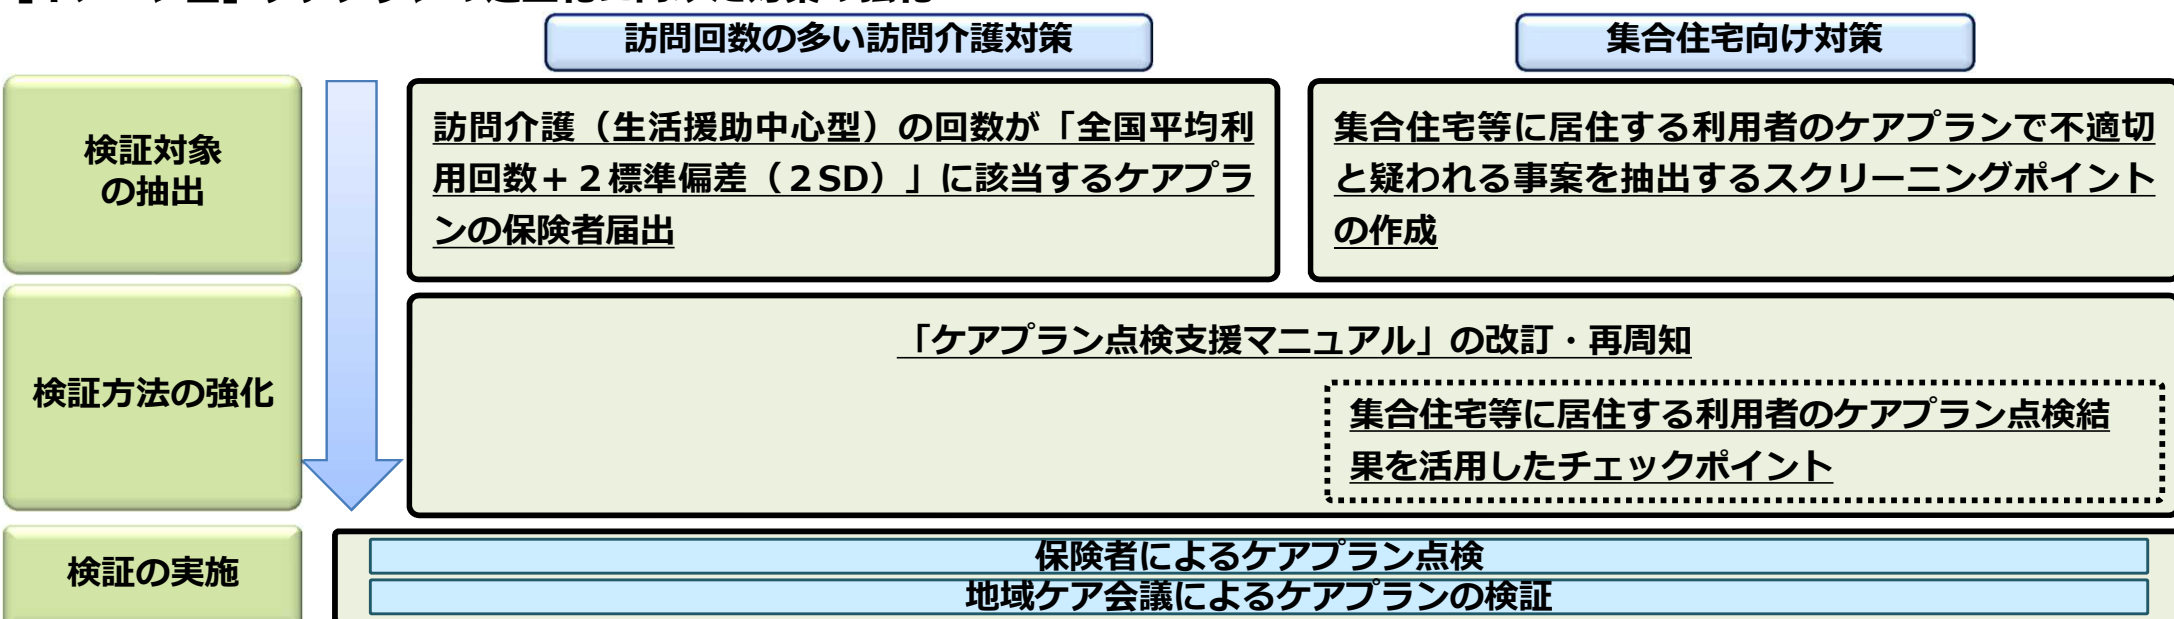 訪問回数の多い訪問介護対策
集合住宅向け対策
検証対象
の抽出
訪問介護（生活援助中心型）の回数が「全国平均利
用回数＋２標準偏差（２SD）」に該当するケアプラ
ンの保険者届出
集合住宅等に居住する利用者のケアプランで不適切
と疑われる事案を抽出するスクリーニングポイント
の作成
検証方法の強化
「ケアプラン点検支援マニュアル」の改訂・再周知
集合住宅等に居住する利用者のケアプラン点検結
果を活用したチェックポイント
検証の実施
保険者によるケアプラン点検
地域ケア会議によるケアプランの検証